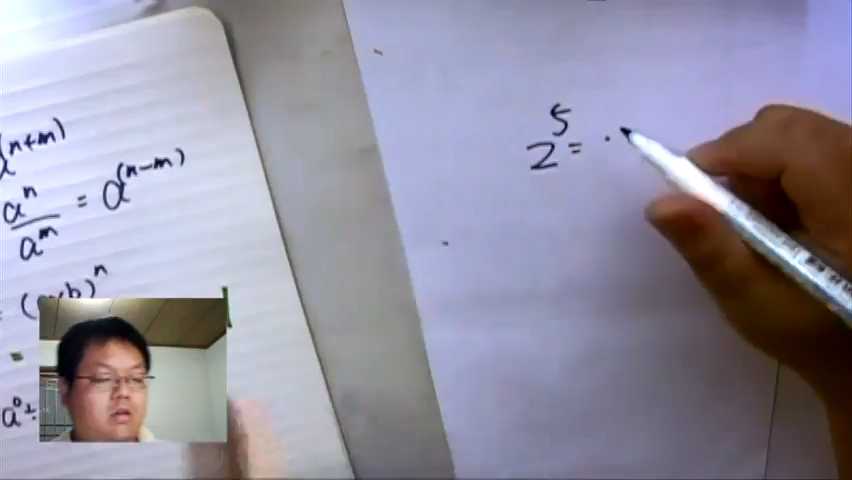 a^(n+m)
a^n / a^m = a^(n-m)
= (a×b)^n
a^0 ÷
2^5 = ·